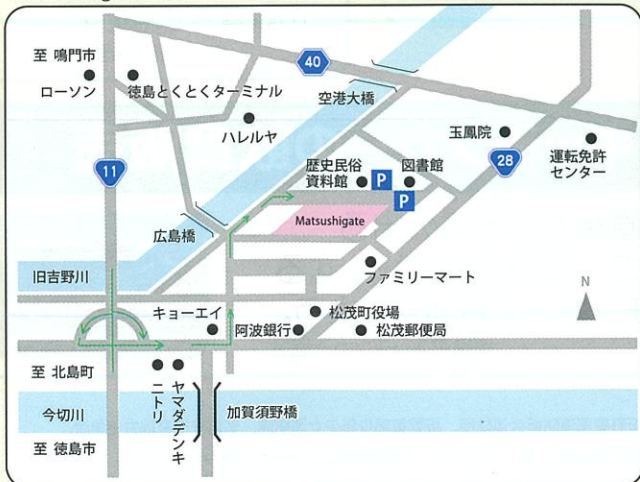 至 鳴門市
ローソン
徳島とくとくターミナル
40
空港大橋
ハレルヤ
玉鳳院
28
運転免許
センター
11
歴史民俗
資料館
P
図書館
P
Matsushigate
広島橋
旧吉野川
ファミリーマート
N
キョーエイ
阿波銀行
松茂町役場
松茂郵便局
至 北島町
ニトリ
ヤマダデンキ
今切川
加賀須野橋
至 徳島市